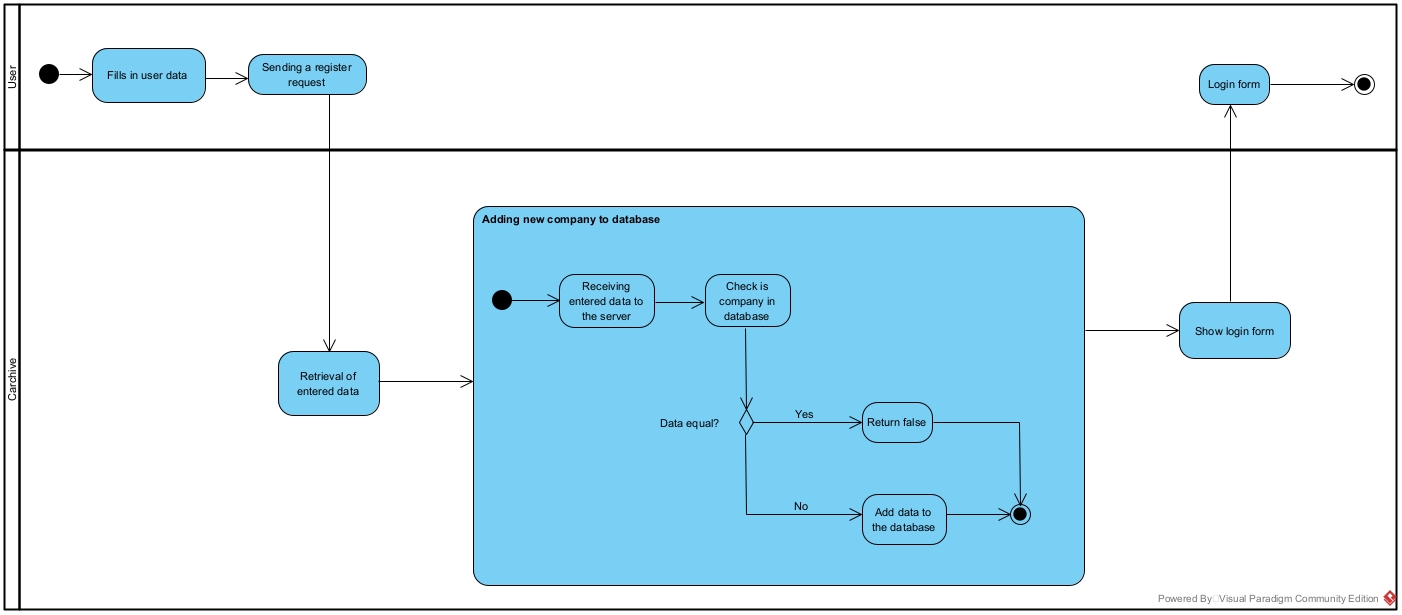 User
Fills in user data
Sending a register
request
Login form
Carchive
Retrieval of
entered data
Adding new company to database
Receiving
entered data to
the server
Check is
company in
database
Data equal?
Yes
Return false
No
Add data to
the database
Show login form
Powered By Visual Paradigm Community Edition